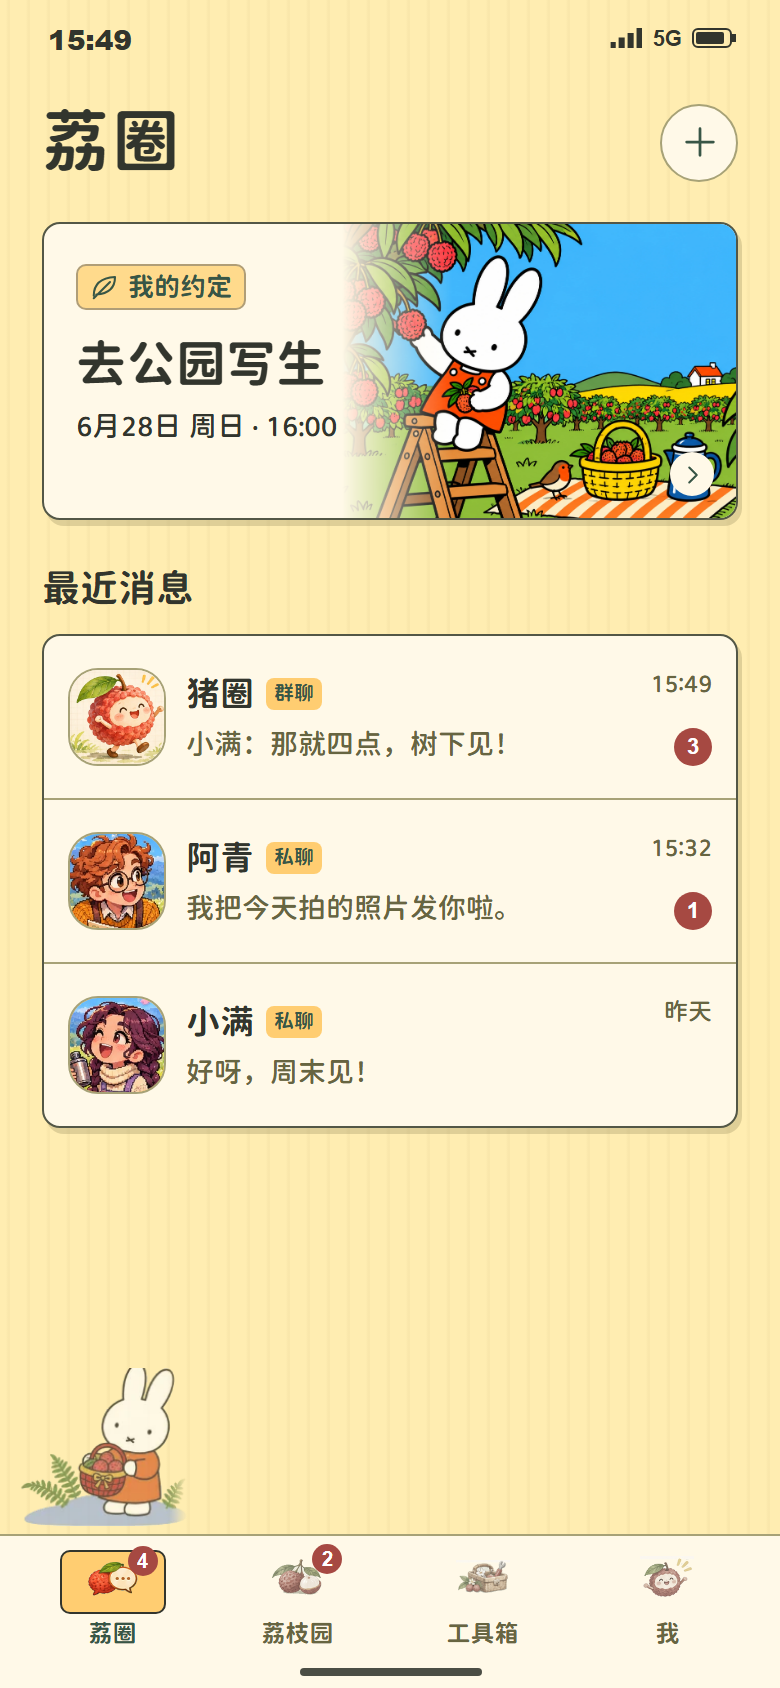 15:49
5G
荔圈
我的约定
去公园写生
6月28日 周日 · 16:00
最近消息
猪圈 群聊 15:49
小满：那就四点，树下见！ 3
阿青 私聊 15:32
我把今天拍的照片发你啦。 1
小满 私聊 昨天
好呀，周末见！
4
2
荔圈
荔枝园
工具箱
我